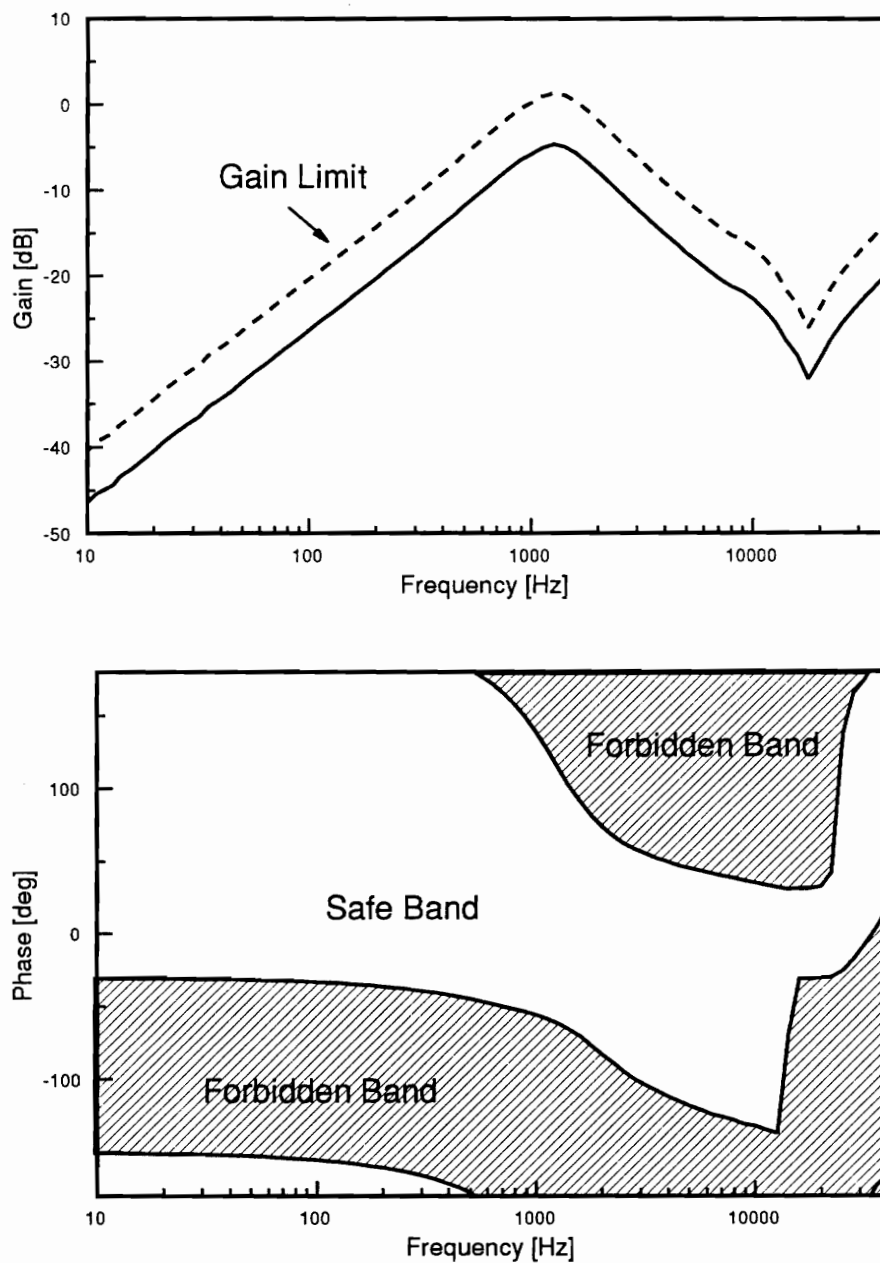 10
0
-10
-20
-30
-40
-50
Gain [dB]
Gain Limit
10
100
1000
10000
Frequency [Hz]
100
0
-100
Phase [deg]
Forbidden Band
Safe Band
Forbidden Band
10
100
1000
10000
Frequency [Hz]